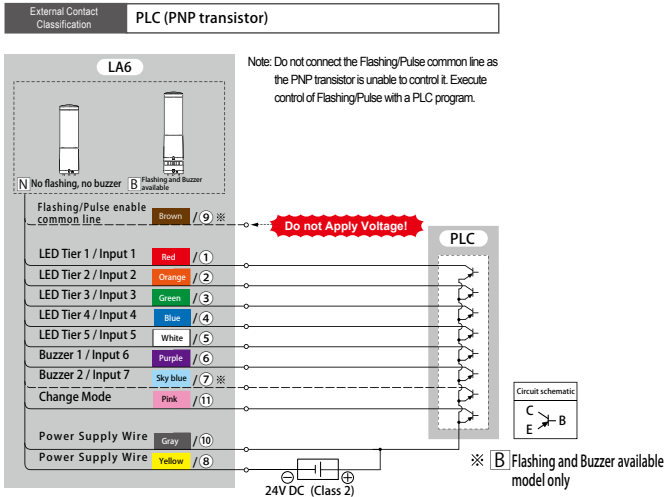 External Contact
Classification
PLC (PNP transistor)
LA6
Note: Do not connect the Flashing/Pulse common line as
the PNP transistor is unable to control it. Execute
control of Flashing/Pulse with a PLC program.
N No flashing, no buzzer
B Flashing and Buzzer
available
Flashing/Pulse enable
common line
Brown / ⑨ ※
Do not Apply Voltage!
PLC
LED Tier 1 / Input 1 Red / ①
LED Tier 2 / Input 2 Orange / ②
LED Tier 3 / Input 3 Green / ③
LED Tier 4 / Input 4 Blue / ④
LED Tier 5 / Input 5 White / ⑤
Buzzer 1 / Input 6 Purple / ⑥
Buzzer 2 / Input 7 Sky blue / ⑦ ※
Change Mode Pink / ⑪
Circuit schematic
C
B
E
Power Supply Wire Gray / ⑩
Power Supply Wire Yellow / ⑧
⊖ ⊕
24V DC (Class 2)
※ B Flashing and Buzzer available
model only